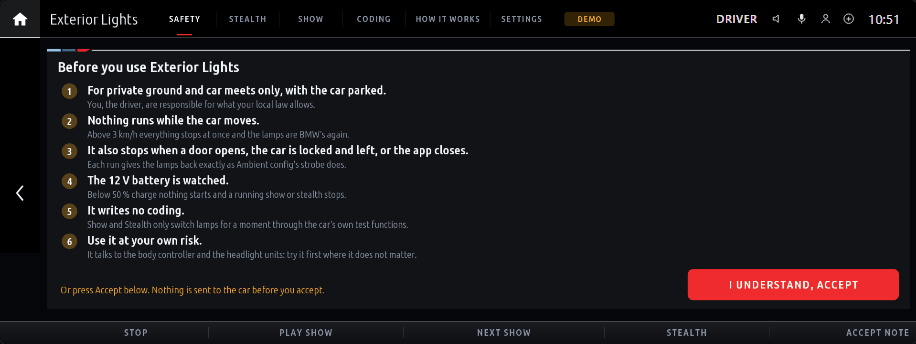 Exterior Lights
SAFETY
STEALTH
SHOW
CODING
HOW IT WORKS
SETTINGS
DEMO
DRIVER
10:51
Before you use Exterior Lights
1
For private ground and car meets only, with the car parked.
You, the driver, are responsible for what your local law allows.
2
Nothing runs while the car moves.
Above 3 km/h everything stops at once and the lamps are BMW's again.
3
It also stops when a door opens, the car is locked and left, or the app closes.
Each run gives the lamps back exactly as Ambient config's strobe does.
4
The 12 V battery is watched.
Below 50 % charge nothing starts and a running show or stealth stops.
5
It writes no coding.
Show and Stealth only switch lamps for a moment through the car's own test functions.
6
Use it at your own risk.
It talks to the body controller and the headlight units: try it first where it does not matter.
Or press Accept below. Nothing is sent to the car before you accept.
I UNDERSTAND, ACCEPT
STOP
PLAY SHOW
NEXT SHOW
STEALTH
ACCEPT NOTE